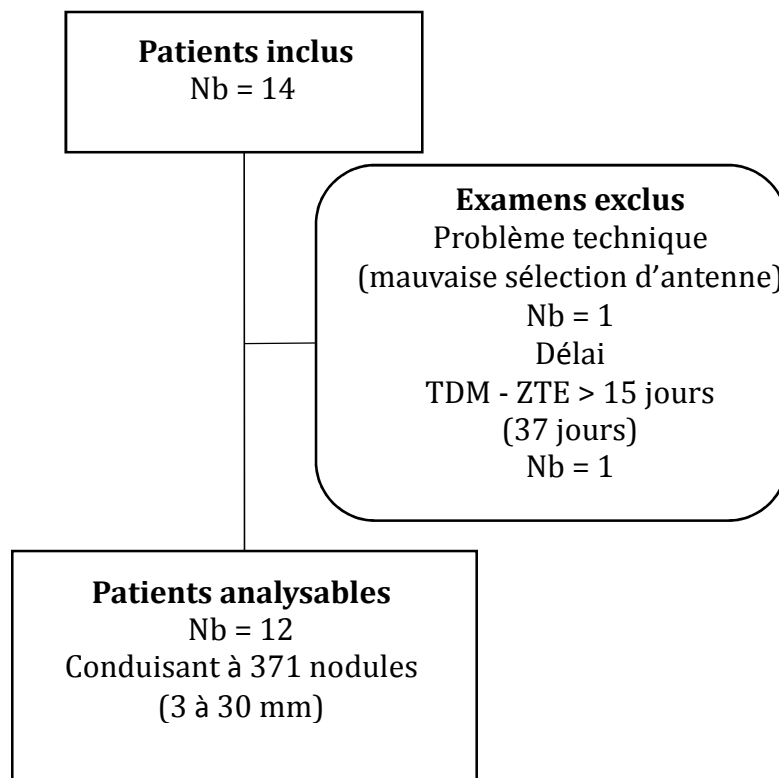 Patients inclus
Nb = 14
Examens exclus
Problème technique
(mauvaise sélection d’antenne)
Nb = 1
Délai
TDM - ZTE > 15 jours
(37 jours)
Nb = 1
Patients analysables
Nb = 12
Conduisant à 371 nodules
(3 à 30 mm)